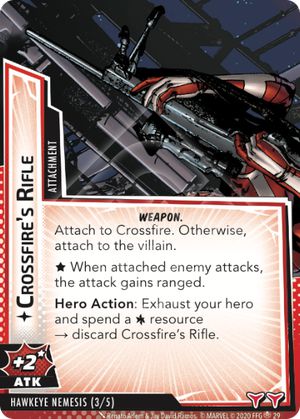 CROSSFIRE'S RIFLE
ATTACHMENT
WEAPON.
Attach to Crossfire. Otherwise,
attach to the villain.
★ When attached enemy attacks,
the attack gains ranged.
Hero Action: Exhaust your hero
and spend a resource
→ discard Crossfire's Rifle.
+2★
ATK
HAWKEYE NEMESIS (3/5)
© MARVEL © 2020 FFG 29